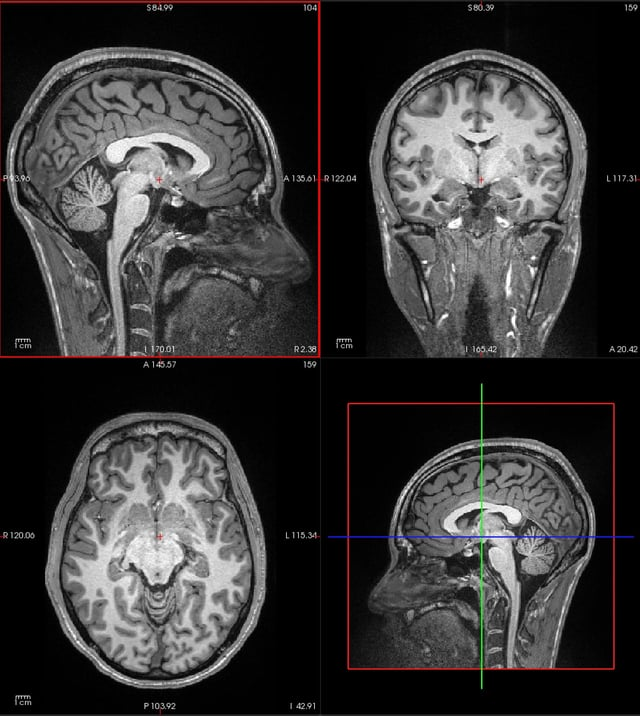 S 84.99 104
P 93.96 A 135.61
1 cm I 170.01 R 2.38
S 80.39 159
R 122.04 L 117.31
1 cm I 165.42 A 20.42
A 145.57 159
R 120.06 L 115.34
1 cm P 103.92 I 42.91